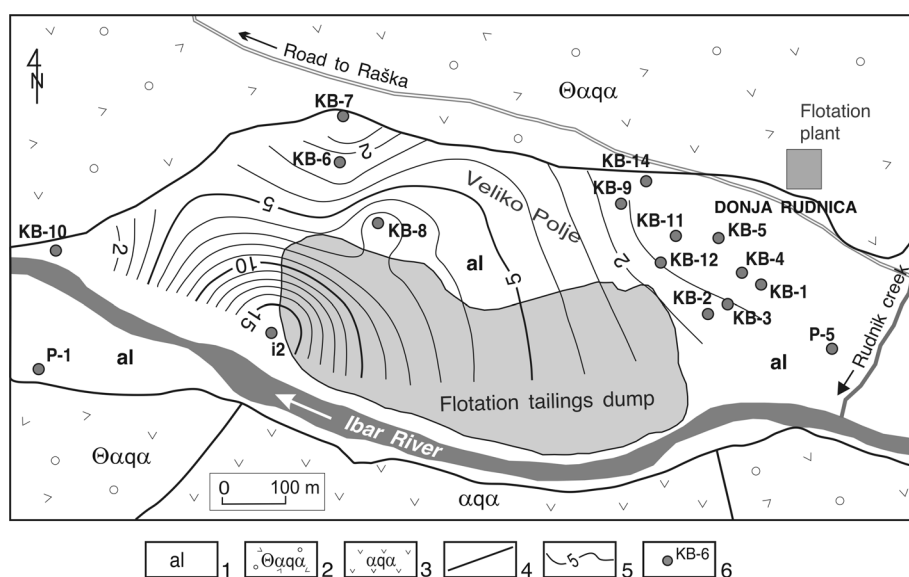 N
Road to Raška
Θαqα
Flotation
plant
KB-7
KB-6
2
KB-14
KB-9
Veliko Polje
DONJA RUDNICA
KB-11
KB-5
KB-10
2
5
KB-8
al
5
2
KB-12
KB-4
KB-1
10
KB-2
KB-3
15
i2
P-5
P-1
al
al
Rudnik creek
Flotation tailings dump
Ibar River
Θαqα
0 100 m
αqα
al 1
Θαqα 2
αqα 3
4
5 5
KB-6 6